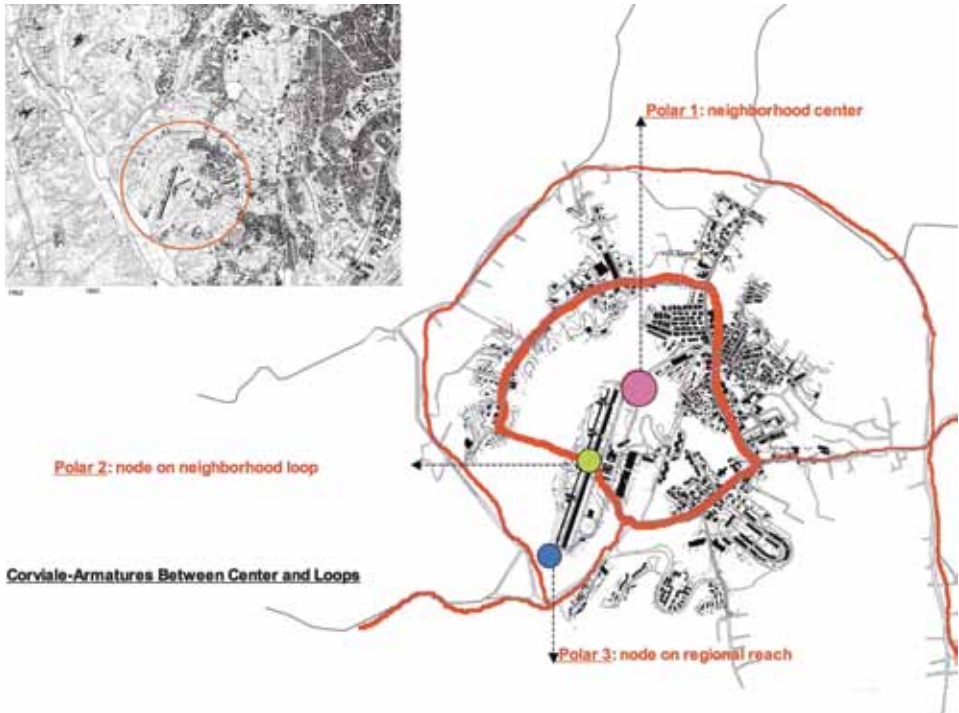 Polar 1: neighborhood center
1962
Polar 2: node on neighborhood loop
Corviale-Armatures Between Center and Loops
Polar 3: node on regional reach